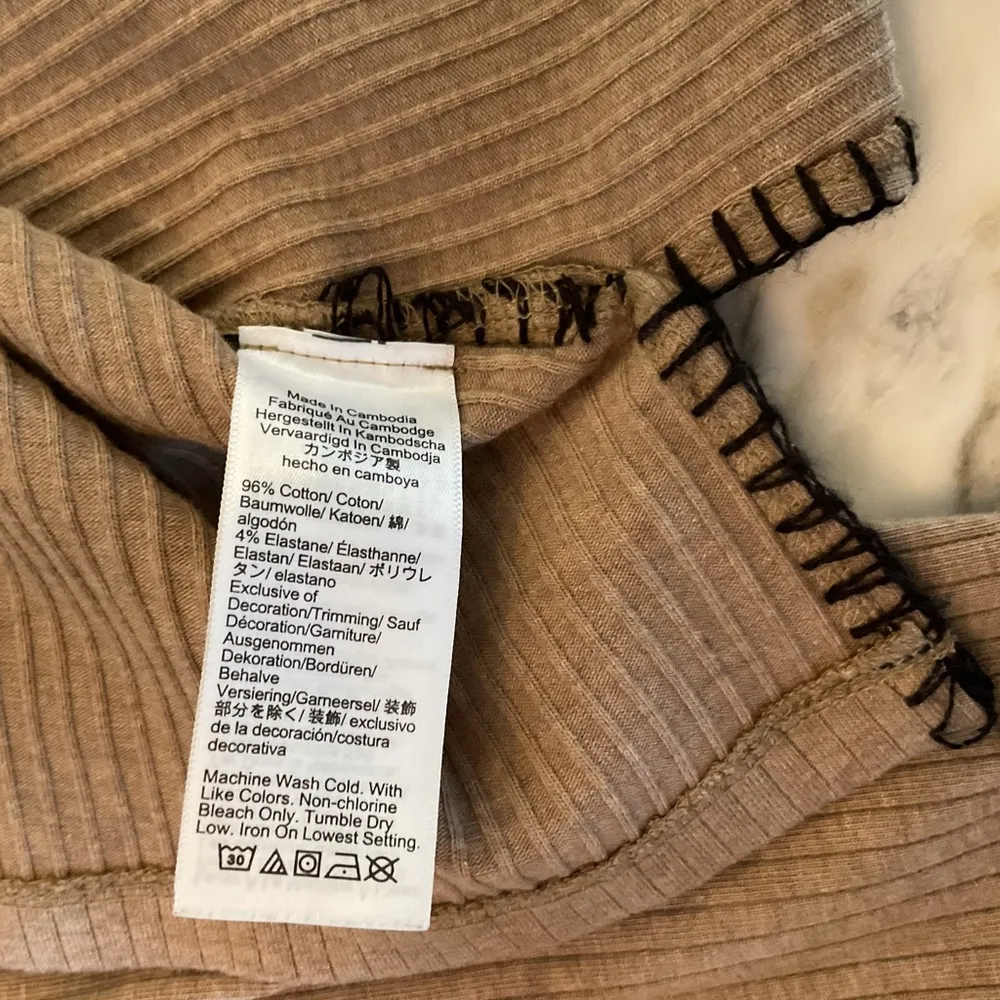 Made In Cambodia
Fabriqué Au Cambodge
Hergestellt In Kambodscha
Vervaardigd In Cambodja
カンボジア製
hecho en camboya
96% Cotton/ Coton/
Baumwolle/ Katoen/ 綿/
algodón
4% Elastane/ Élasthanne/
Elastan/ Elastaan/ ポリウレ
タン/ elastano
Exclusive of
Decoration/Trimming/ Sauf
Décoration/Garniture/
Ausgenommen
Dekoration/Bordüren/
Behalve
Versiering/Garneersel/ 装飾
部分を除く/ 装飾/ exclusivo
de la decoración/costura
decorativa
Machine Wash Cold. With
Like Colors. Non-chlorine
Bleach Only. Tumble Dry
Low. Iron On Lowest Setting.
30